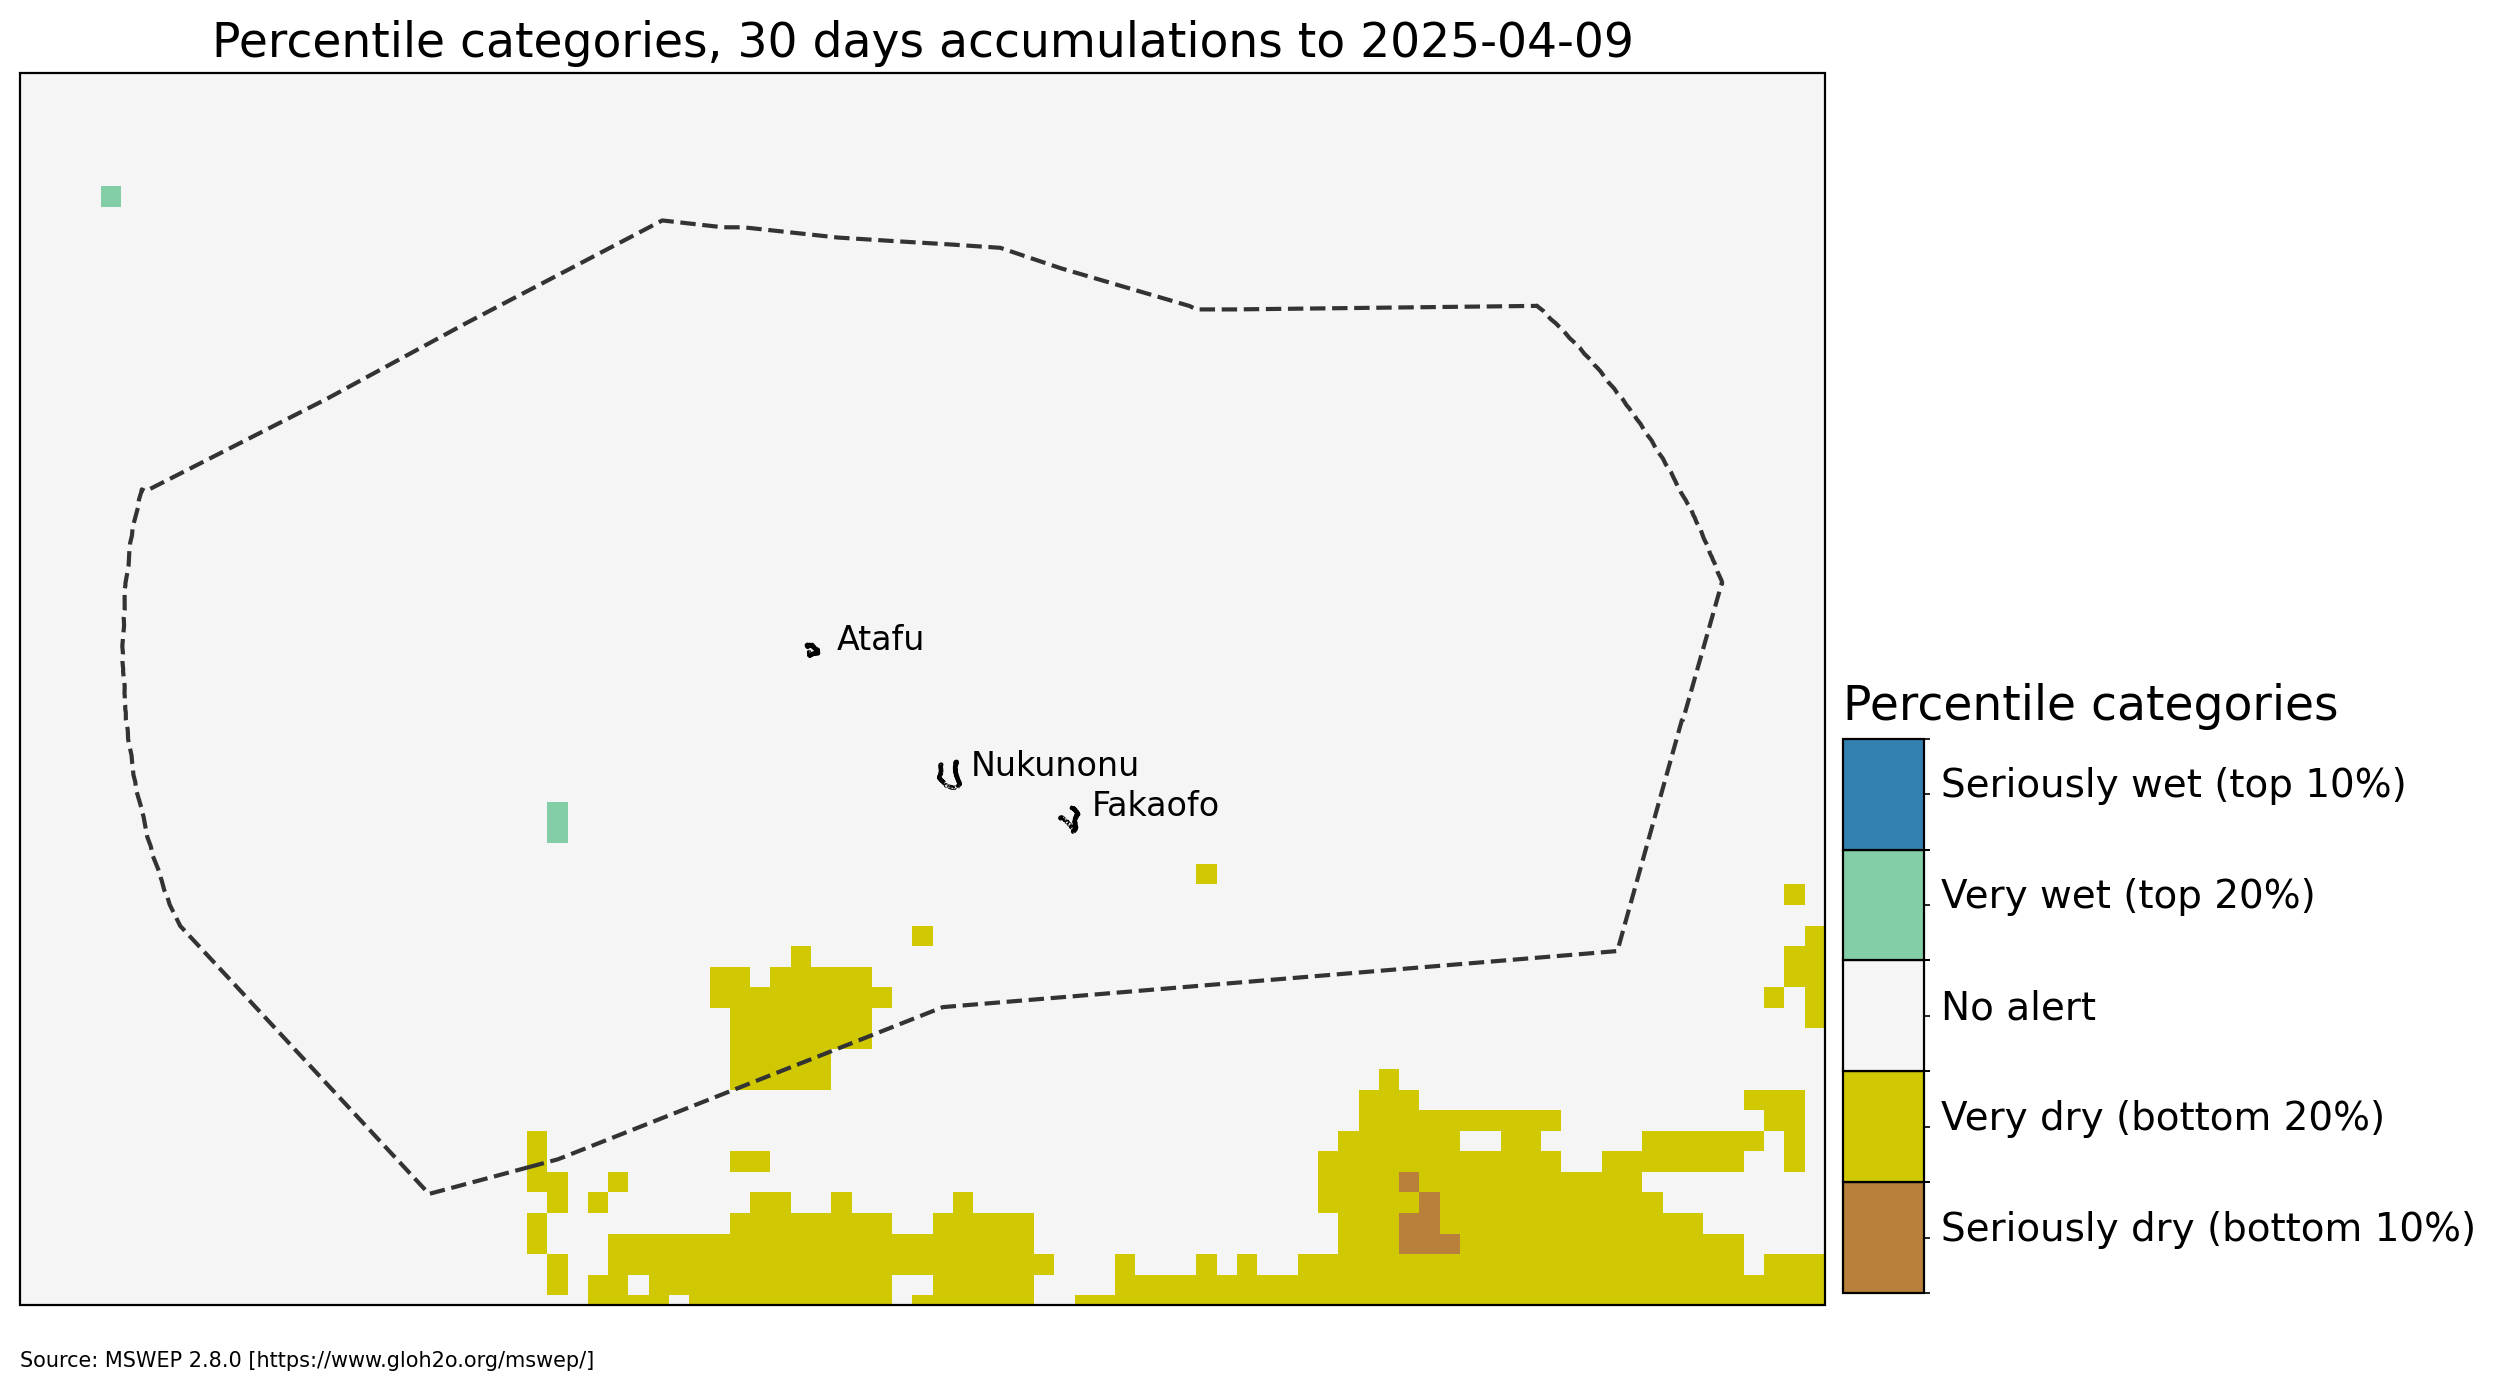 Percentile categories, 30 days accumulations to 2025-04-09
Atafu
Nukunonu
Fakaofo
Percentile categories
Seriously wet (top 10%)
Very wet (top 20%)
No alert
Very dry (bottom 20%)
Seriously dry (bottom 10%)
Source: MSWEP 2.8.0 [https://www.gloh2o.org/mswep/]